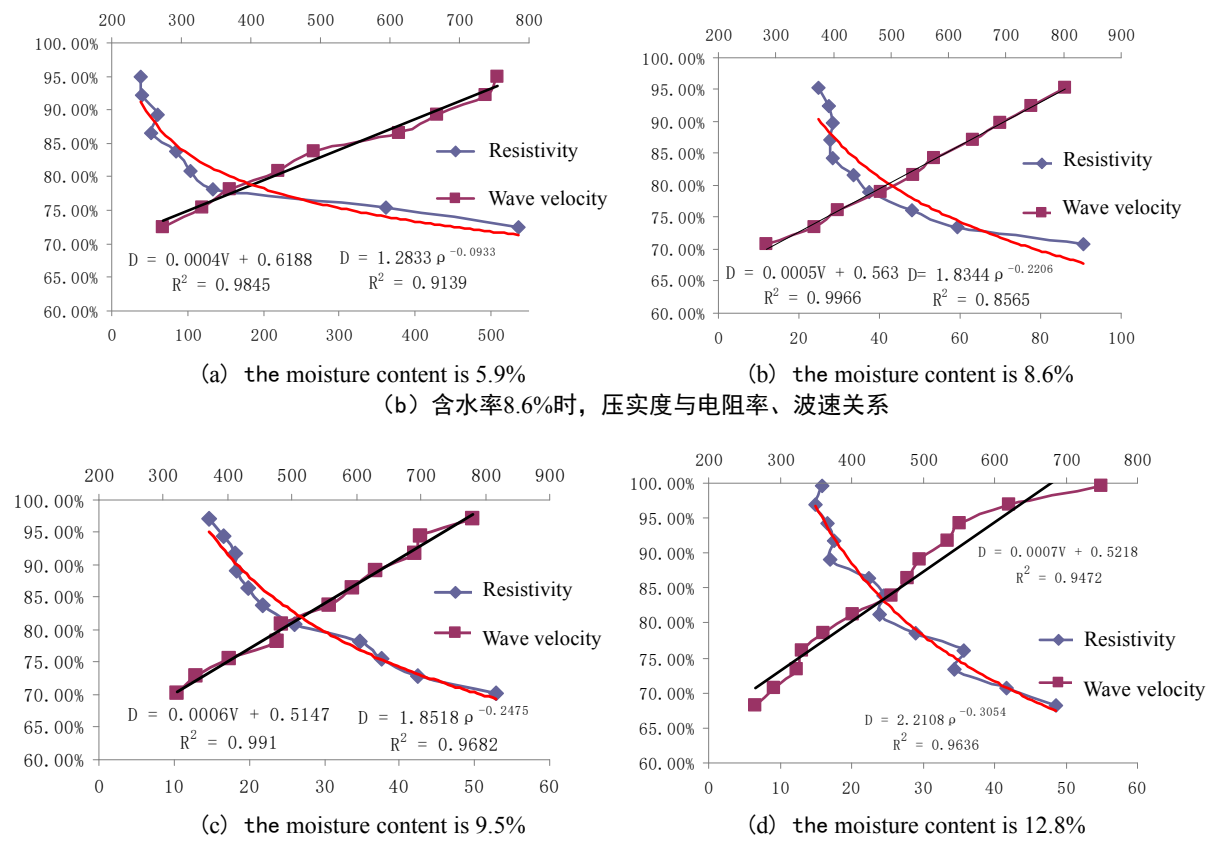 200 300 400 500 600 700 800
100.00%
95.00%
90.00%
85.00%
80.00%
75.00%
70.00%
65.00%
60.00%
Resistivity
Wave velocity
D = 0.0004V + 0.6188
R² = 0.9845
D = 1.2833ρ^-0.0933
R² = 0.9139
0 100 200 300 400 500
(a) the moisture content is 5.9%
200 300 400 500 600 700 800 900
100.00%
95.00%
90.00%
85.00%
80.00%
75.00%
70.00%
65.00%
60.00%
Resistivity
Wave velocity
D = 0.0005V + 0.563
R² = 0.9966
D= 1.8344ρ^-0.2206
R² = 0.8565
0 20 40 60 80 100
(b) the moisture content is 8.6%
(b)含水率8.6%时，压实度与电阻率、波速关系
200 300 400 500 600 700 800 900
100.00%
95.00%
90.00%
85.00%
80.00%
75.00%
70.00%
65.00%
60.00%
Resistivity
Wave velocity
D = 0.0006V + 0.5147
R² = 0.991
D = 1.8518ρ^-0.2475
R² = 0.9682
0 10 20 30 40 50 60
(c) the moisture content is 9.5%
200 300 400 500 600 700 800
100.00%
95.00%
90.00%
85.00%
80.00%
75.00%
70.00%
65.00%
60.00%
D = 0.0007V + 0.5218
R² = 0.9472
Resistivity
Wave velocity
D = 2.2108ρ^-0.3054
R² = 0.9636
0 10 20 30 40 50 60
(d) the moisture content is 12.8%